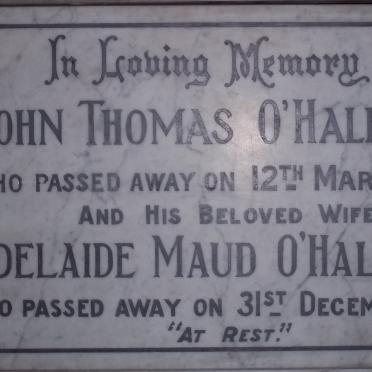 In Loving Memory
OHN THOMAS O'HAL
HO PASSED AWAY ON 12TH MAR
AND HIS BELOVED WIFE
DELAIDE MAUD O'HAL
O PASSED AWAY ON 31ST DECEM
"AT REST."